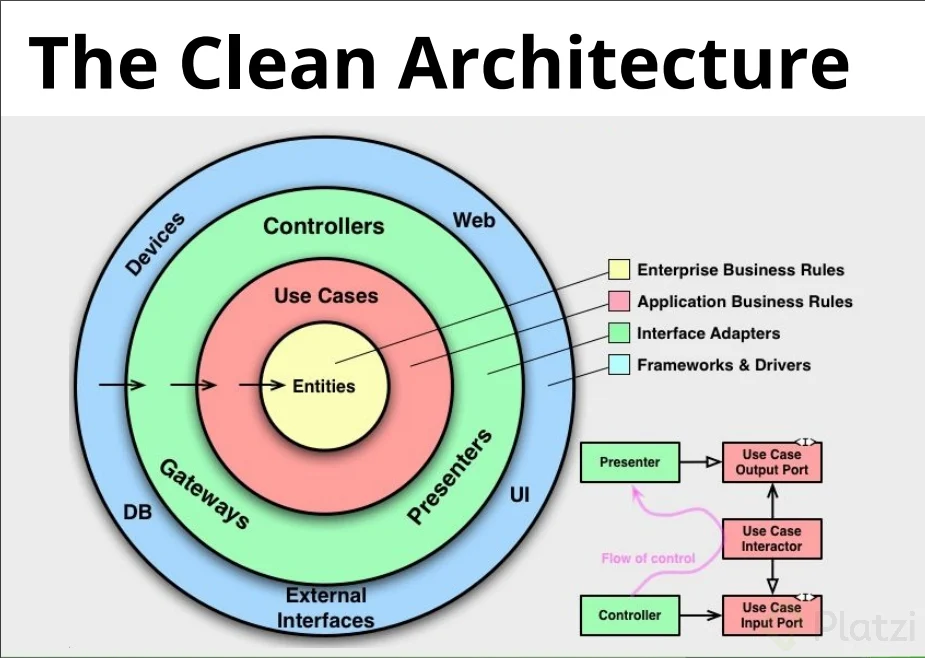 The Clean Architecture
Devices
Controllers
Web
Use Cases
Entities
Gateways
Presenters
DB
UI
External
Interfaces
Enterprise Business Rules
Application Business Rules
Interface Adapters
Frameworks & Drivers
Presenter
Use Case
Output Port
<I>
Flow of control
Use Case
Interactor
Controller
Use Case
Input Port
<I>
Platzi